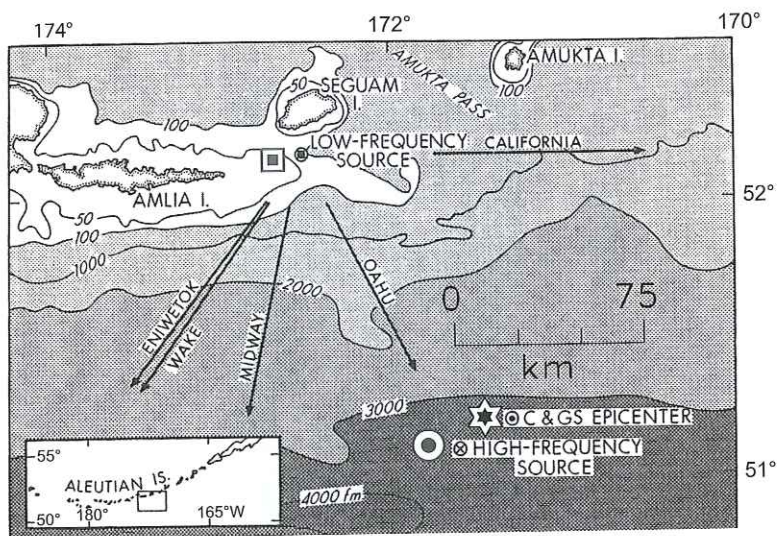 174°
172°
170°
AMUKTA I.
100
AMUKTA PASS
50
SEGUAM
I.
100
LOW-FREQUENCY
SOURCE
CALIFORNIA
AMLIA I.
52°
50
100
1000
2000
OAHU
0 75
km
ENIWETOK
WAKE
MIDWAY
3000
C & GS EPICENTER
HIGH-FREQUENCY
SOURCE
51°
4000 fm
55°
ALEUTIAN IS.
50°
180°
165°W